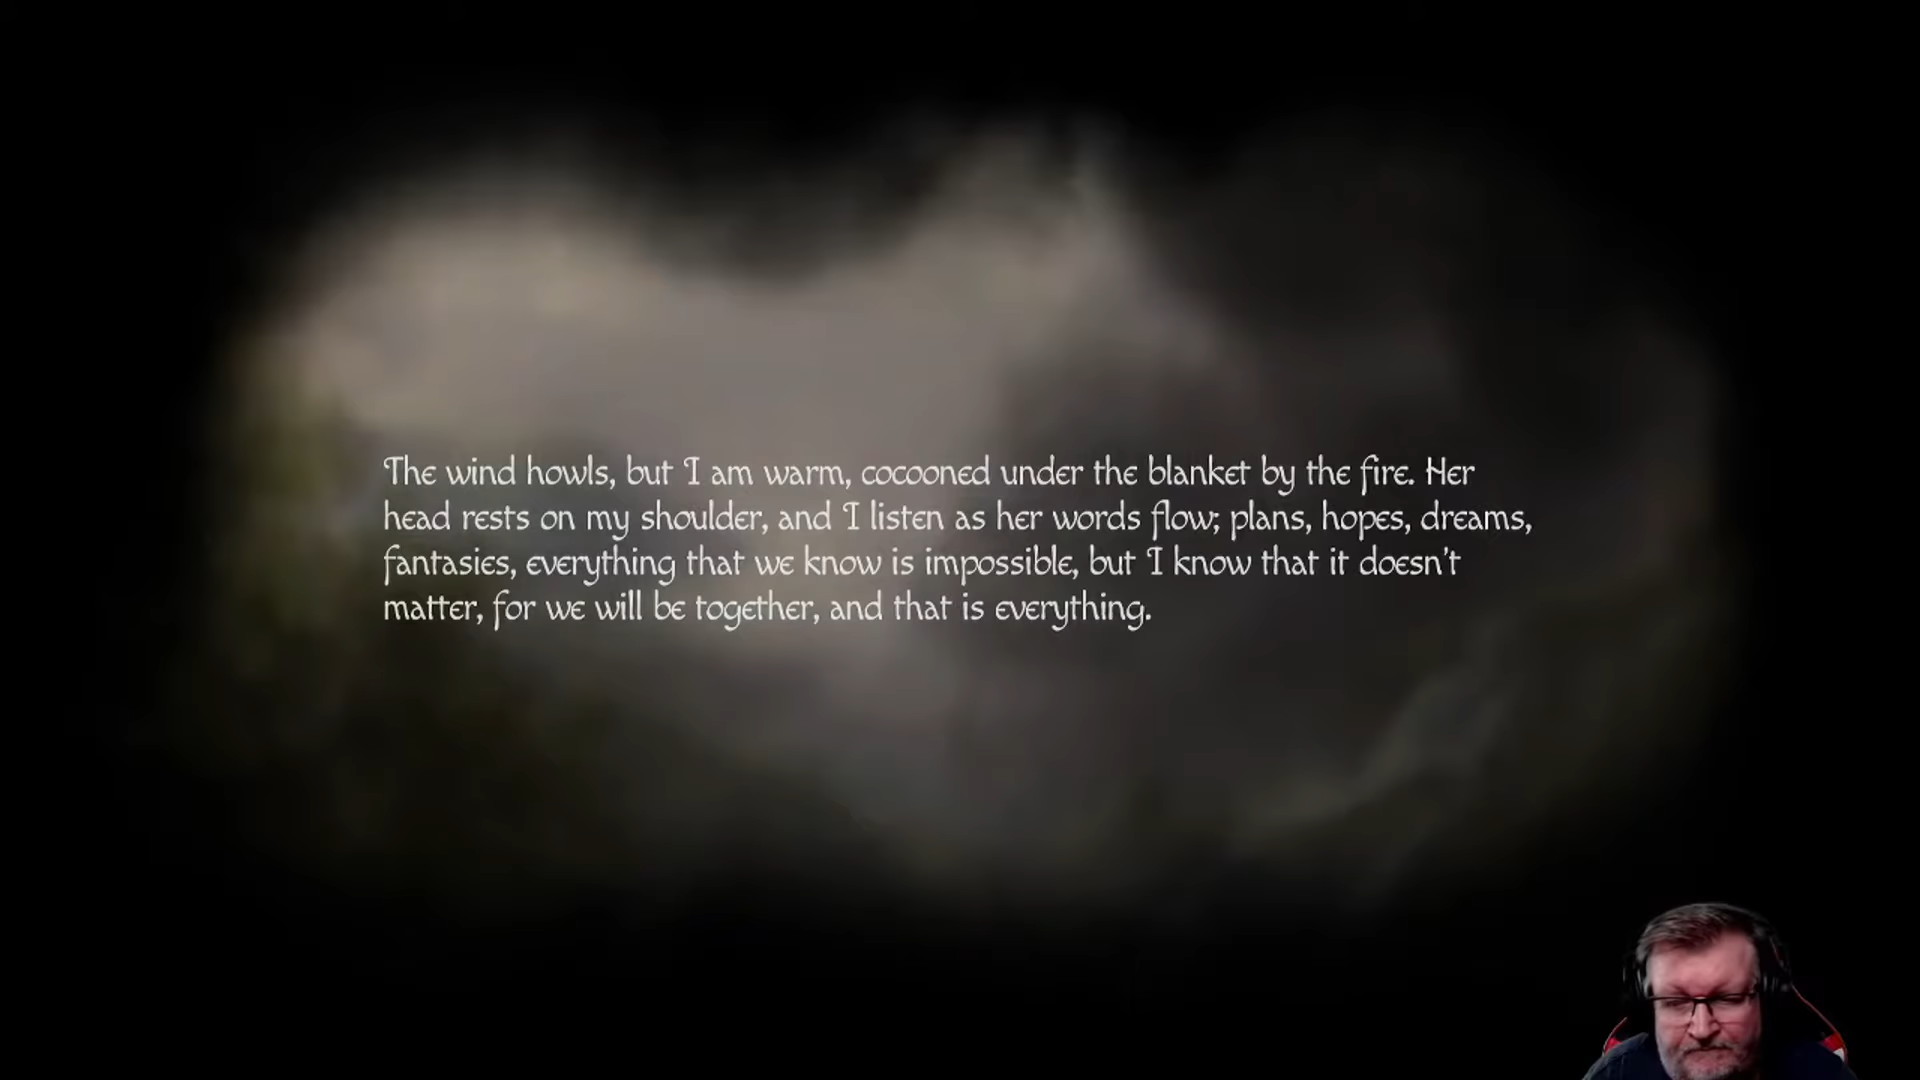 The wind howls, but I am warm, cocooned under the blanket by the fire. Her
head rests on my shoulder, and I listen as her words flow; plans, hopes, dreams,
fantasies, everything that we know is impossible, but I know that it doesn't
matter, for we will be together, and that is everything.